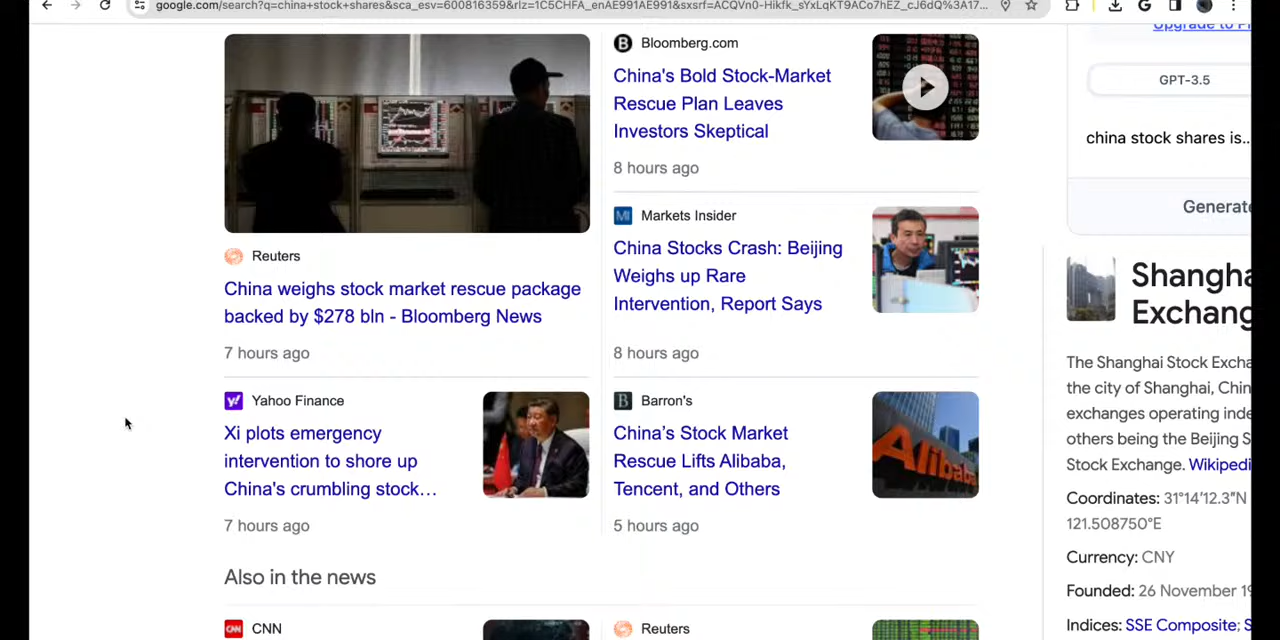 google.com/search?q=china+stock+shares&sca_esv=600816359&rlz=1C5CHFA_enAE991AE991&sxsrf=ACQVn0-Hikfk_sYxLqKT9ACo7hEZ_cJ6dQ%3A17...
Upgrade to
GPT-3.5
china stock shares is...
Generate
Bloomberg.com
China's Bold Stock-Market
Rescue Plan Leaves
Investors Skeptical
8 hours ago
Reuters
China weighs stock market rescue package
backed by $278 bln - Bloomberg News
7 hours ago
Markets Insider
China Stocks Crash: Beijing
Weighs up Rare
Intervention, Report Says
8 hours ago
Yahoo Finance
Xi plots emergency
intervention to shore up
China's crumbling stock…
7 hours ago
Barron's
China’s Stock Market
Rescue Lifts Alibaba,
Tencent, and Others
5 hours ago
Alibaba
Also in the news
CNN
Reuters
Shangha
Exchang
The Shanghai Stock Excha
the city of Shanghai, Chin
exchanges operating inde
others being the Beijing S
Stock Exchange. Wikipedi
Coordinates: 31°14′12.3″N
121.508750°E
Currency: CNY
Founded: 26 November 19
Indices: SSE Composite; S